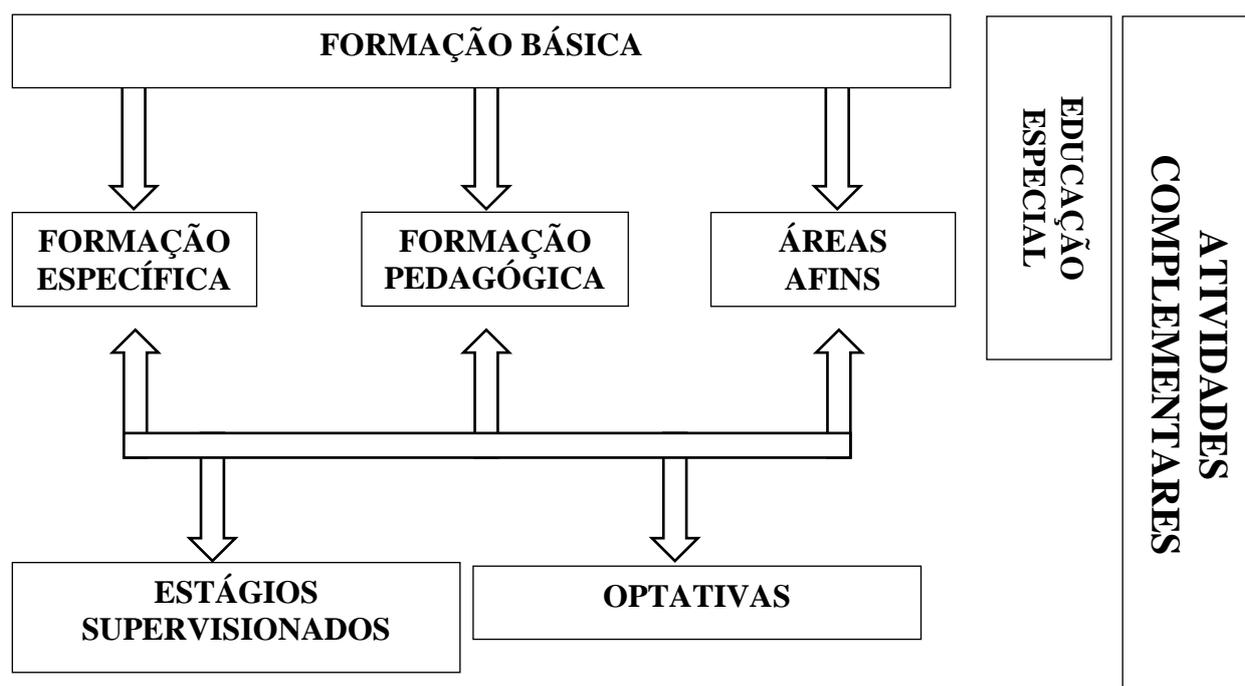 FORMAÇÃO BÁSICA
FORMAÇÃO
ESPECÍFICA
FORMAÇÃO
PEDAGÓGICA
ÁREAS
AFINS
ESTÁGIOS
SUPERVISIONADOS
OPTATIVAS
EDUCAÇÃO
ESPECIAL
ATIVIDADES
COMPLEMENTARES